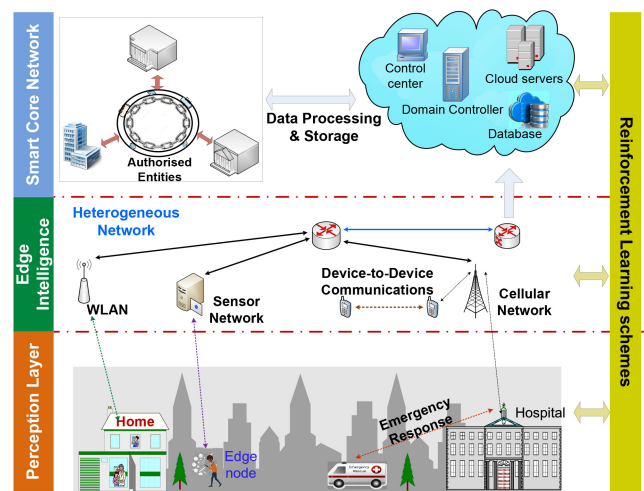 Smart Core Network
Control
center
Cloud servers
Domain Controller
Database
Data Processing
& Storage
Authorised
Entities
Edge
Intelligence
Heterogeneous
Network
WLAN
Sensor
Network
Device-to-Device
Communications
Cellular
Network
Perception Layer
Home
Edge
node
Emergency
Response
Emergency
Rescue
Hospital
Reinforcement Learning schemes